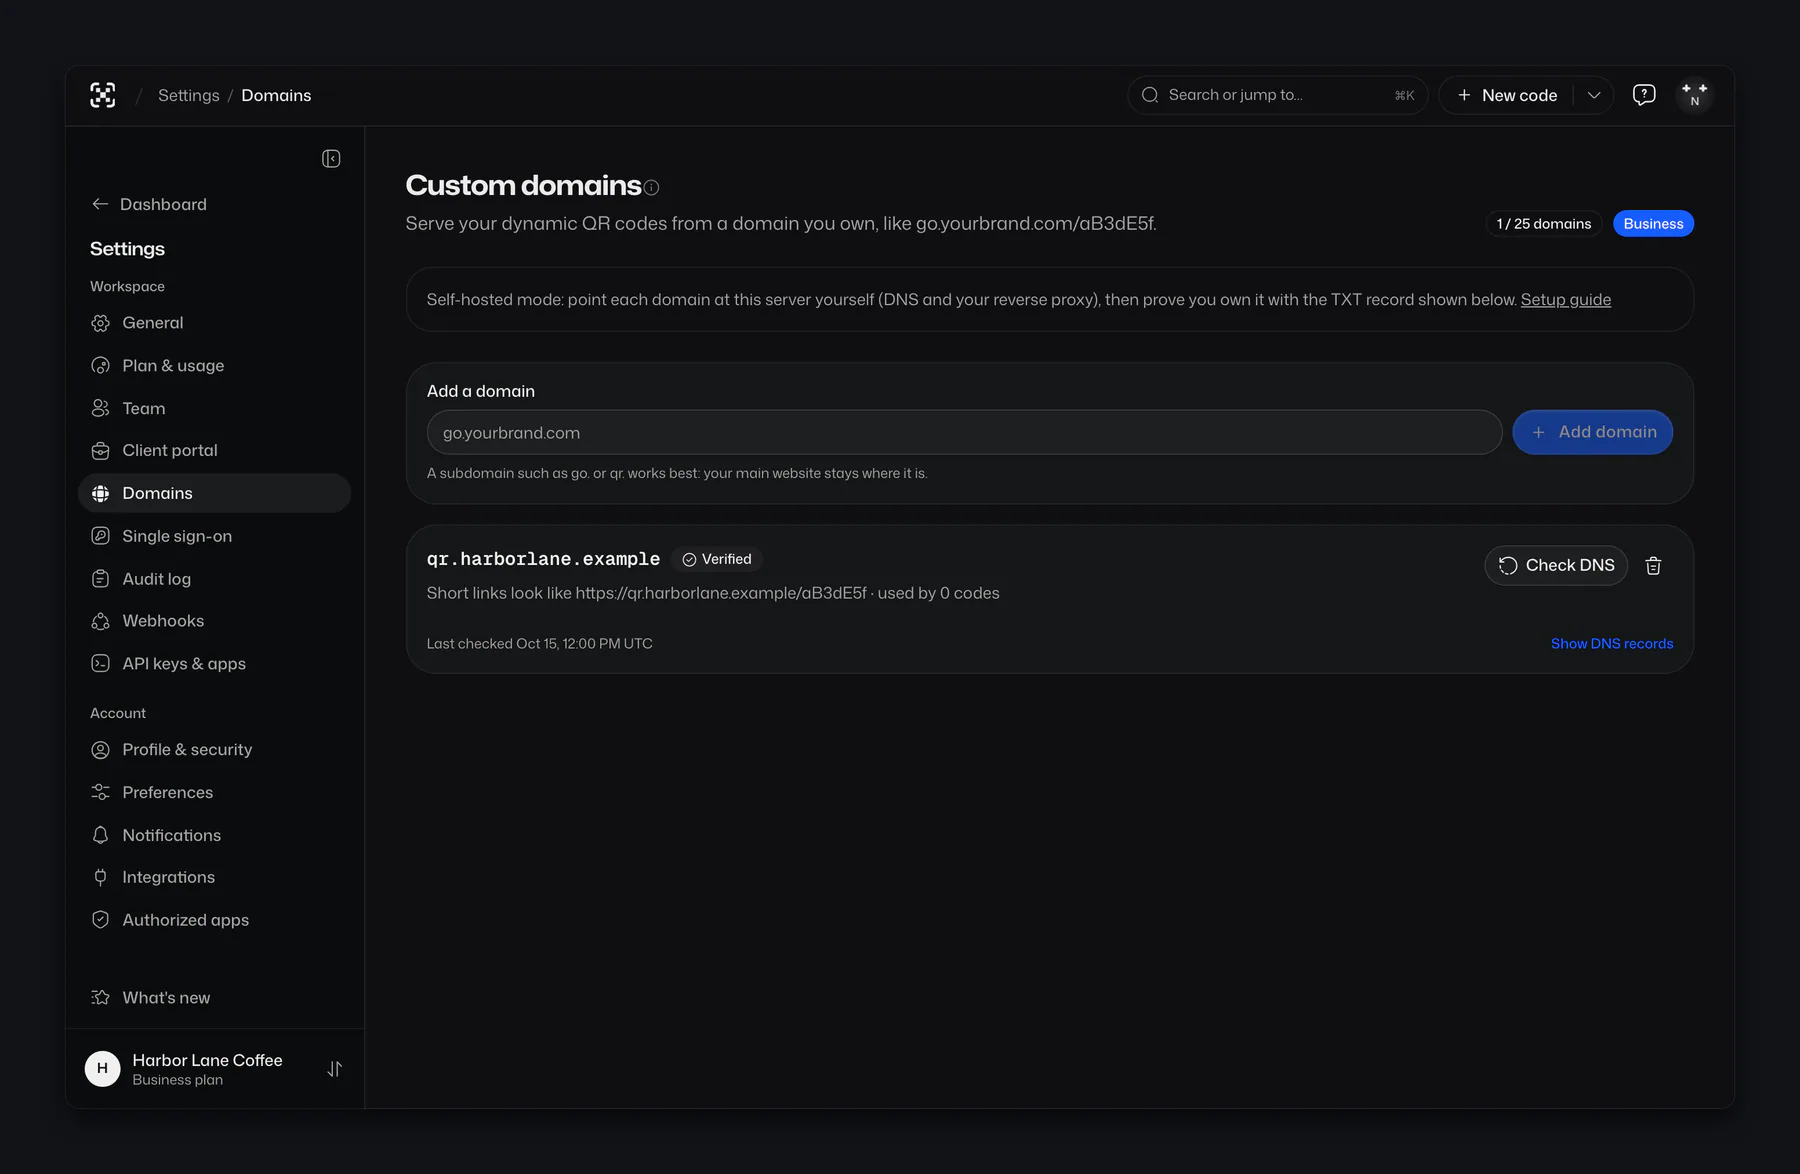 Settings / Domains
Search or jump to...
⌘K
New code
N
Dashboard
Settings
Workspace
General
Plan & usage
Team
Client portal
Domains
Single sign-on
Audit log
Webhooks
API keys & apps
Account
Profile & security
Preferences
Notifications
Integrations
Authorized apps
What's new
H
Harbor Lane Coffee
Business plan
Custom domains
Serve your dynamic QR codes from a domain you own, like go.yourbrand.com/aB3dE5f.
1 / 25 domains
Business
Self-hosted mode: point each domain at this server yourself (DNS and your reverse proxy), then prove you own it with the TXT record shown below. Setup guide
Add a domain
go.yourbrand.com
Add domain
A subdomain such as go. or qr. works best: your main website stays where it is.
qr.harborlane.example
Verified
Check DNS
Short links look like https://qr.harborlane.example/aB3dE5f · used by 0 codes
Last checked Oct 15, 12:00 PM UTC
Show DNS records